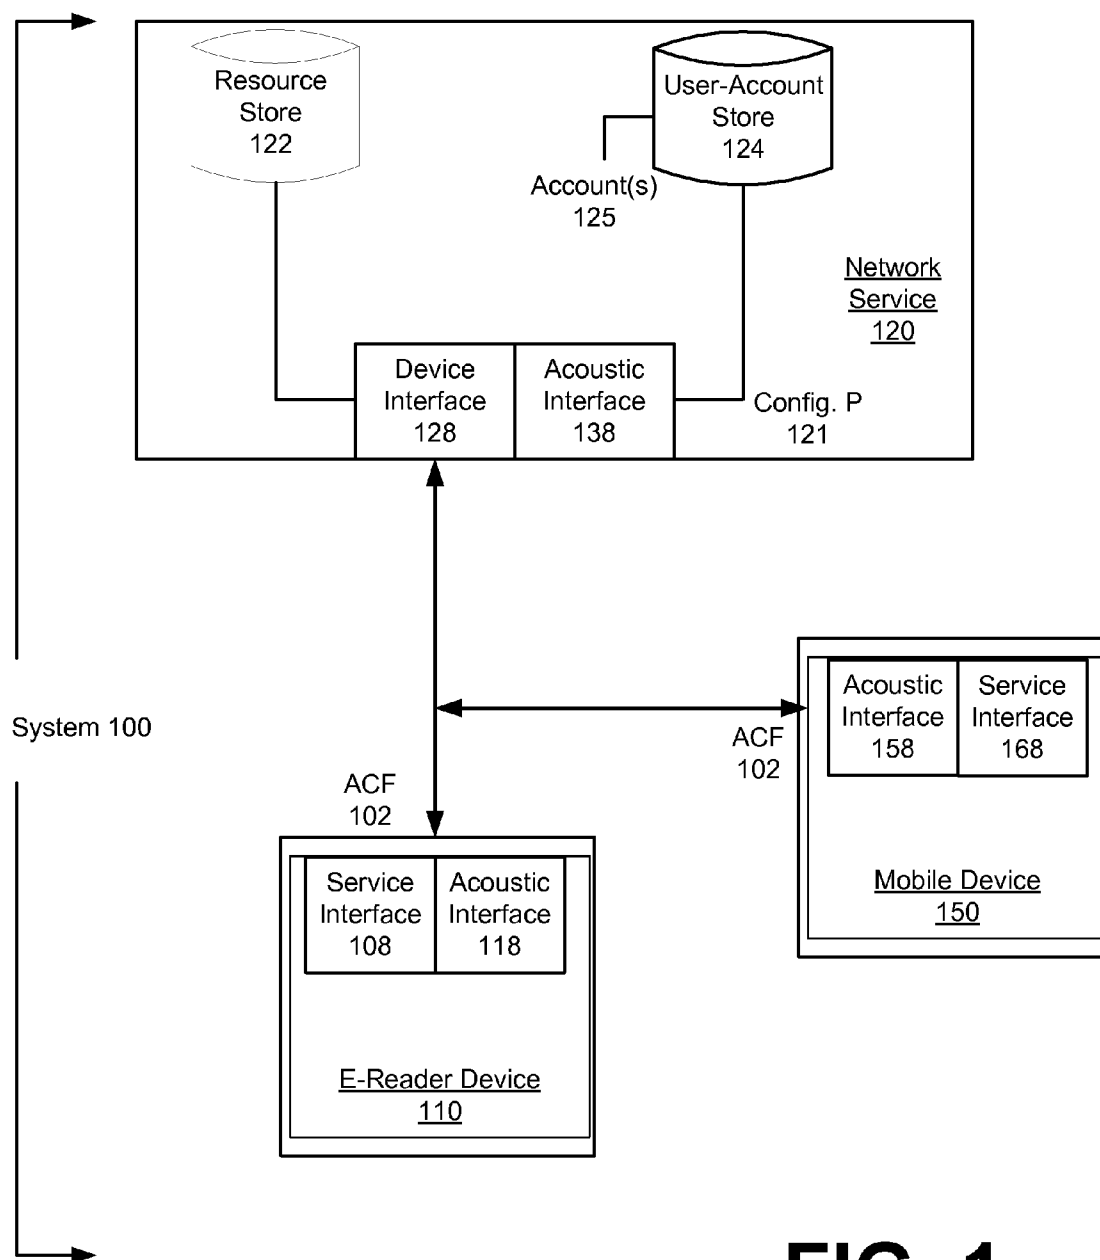 Resource
Store
122
User-Account
Store
124
Account(s)
125
Network
Service
120
Device
Interface
128
Acoustic
Interface
138
Config. P
121
System 100
ACF
102
Acoustic
Interface
158
Service
Interface
168
Mobile Device
150
ACF
102
Service
Interface
108
Acoustic
Interface
118
E-Reader Device
110
FIG. 1